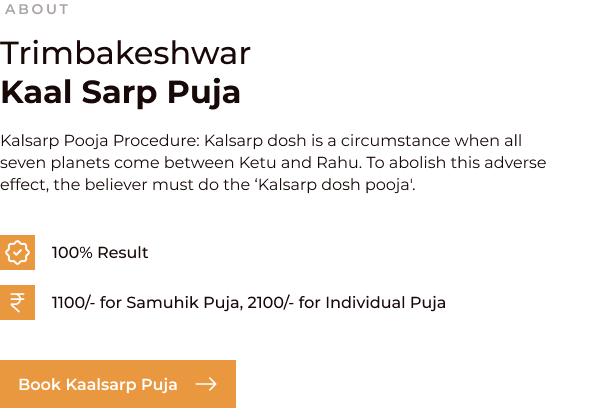 ABOUT
Trimbakeshwar
Kaal Sarp Puja
Kalsarp Pooja Procedure: Kalsarp dosh is a circumstance when all
seven planets come between Ketu and Rahu. To abolish this adverse
effect, the believer must do the ‘Kalsarp dosh pooja'.
100% Result
₹
1100/- for Samuhik Puja, 2100/- for Individual Puja
Book Kaalsarp Puja